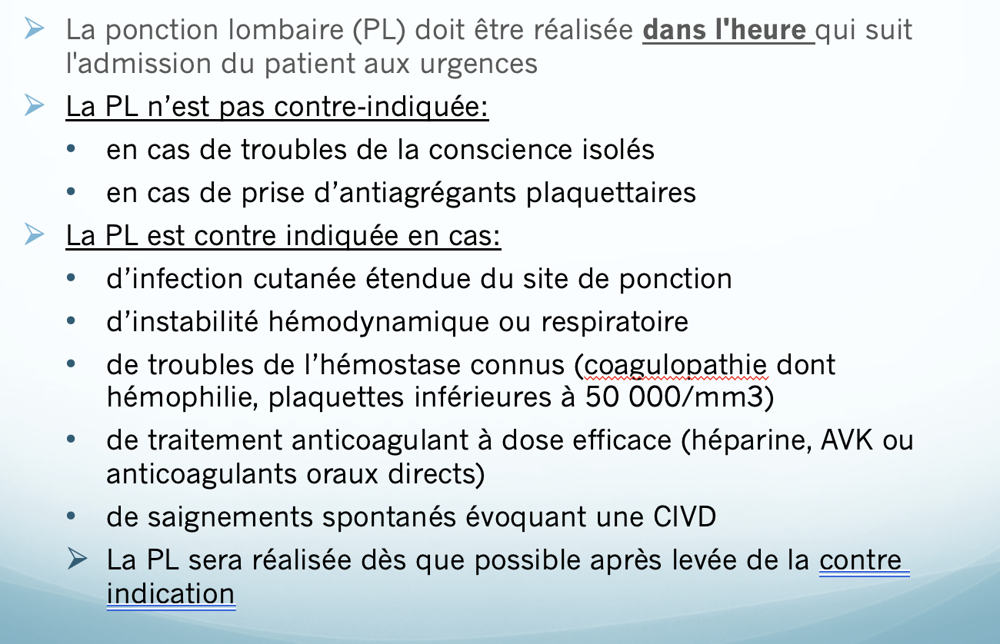 La ponction lombaire (PL) doit être réalisée dans l'heure qui suit
l'admission du patient aux urgences
La PL n’est pas contre-indiquée:
• en cas de troubles de la conscience isolés
• en cas de prise d’antiagrégants plaquettaires
La PL est contre indiquée en cas:
• d’infection cutanée étendue du site de ponction
• d’instabilité hémodynamique ou respiratoire
• de troubles de l’hémostase connus (coagulopathie dont
hémophilie, plaquettes inférieures à 50 000/mm3)
• de traitement anticoagulant à dose efficace (héparine, AVK ou
anticoagulants oraux directs)
• de saignements spontanés évoquant une CIVD
La PL sera réalisée dès que possible après levée de la contre
indication